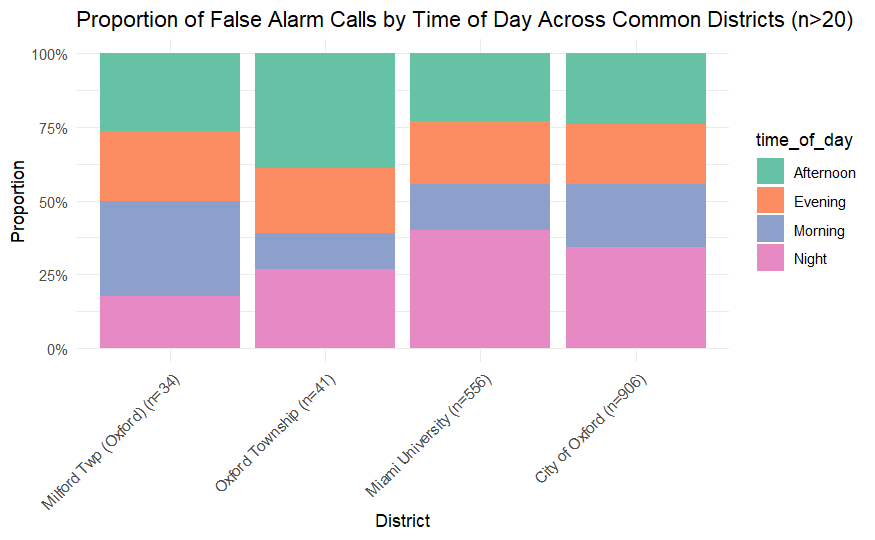 Proportion of False Alarm Calls by Time of Day Across Common Districts (n>20)
Proportion
100%
75%
50%
25%
0%
Milford Twp (Oxford) (n=34)
Oxford Township (n=41)
Miami University (n=556)
City of Oxford (n=906)
District
time_of_day
Afternoon
Evening
Morning
Night